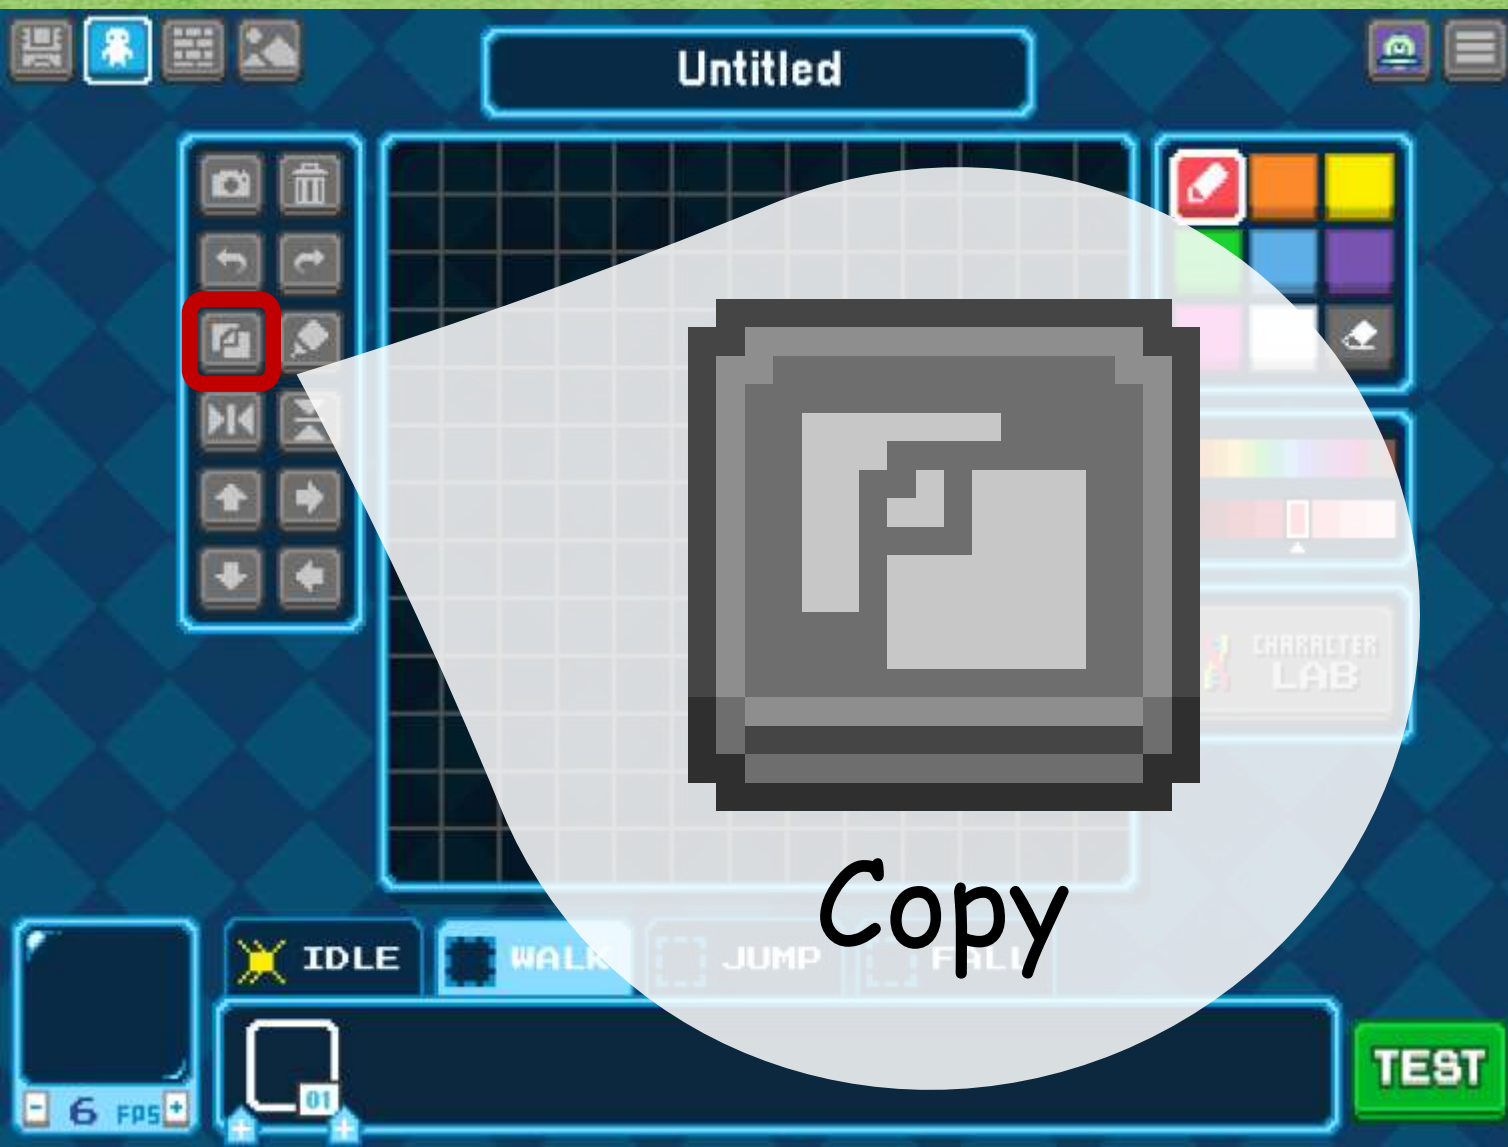 Untitled
CHARACTER
LAB
Copy
IDLE
WALK
JUMP
FALL
01
- 6 FPS +
TEST